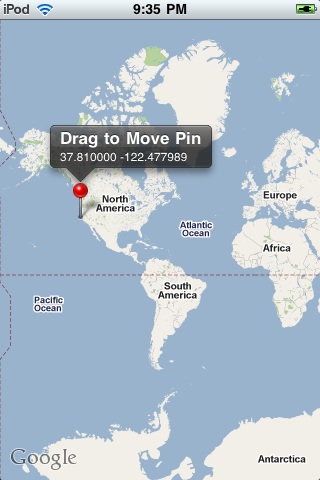 iPod 9:35 PM
Drag to Move Pin
37.810000 -122.477989
North
America
Europe
Atlantic
Ocean
Africa
South
America
Pacific
Ocean
Google
Antarctica